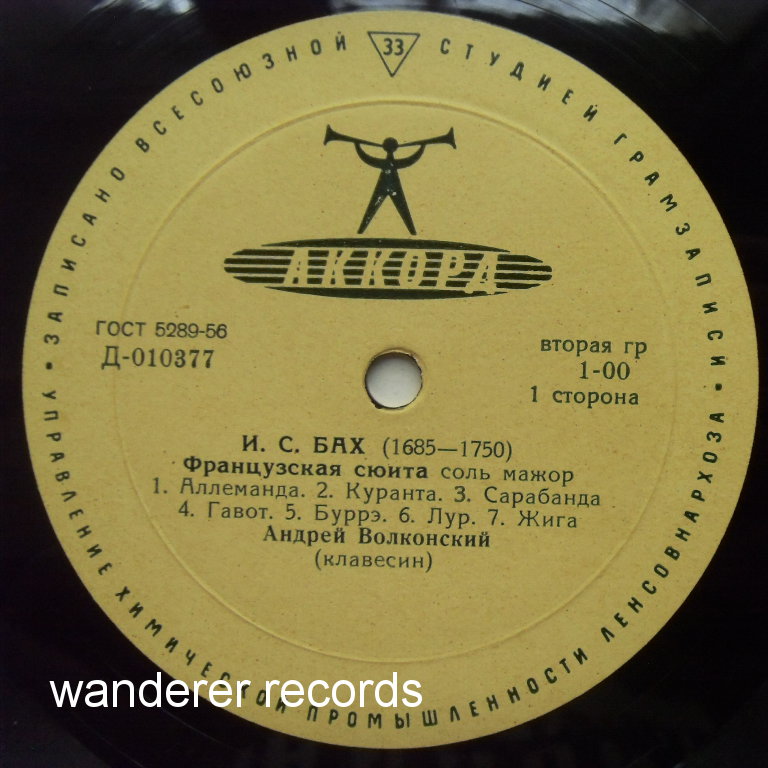 ЗАПИСАНО ВСЕСОЮЗНОЙ 33 СТУДИЕЙ ГРАМЗАПИСИ •
УПРАВЛЕНИЕ ХИМИЧЕСКОЙ ПРОМЫШЛЕННОСТИ ЛЕНСОВНАРХОЗА •
АККОРД
ГОСТ 5289-56
Д-010377
вторая гр
1-00
1 сторона
И. С. БАХ (1685—1750)
Французская сюита соль мажор
1. Аллеманда. 2. Куранта. 3. Сарабанда
4. Гавот. 5. Буррэ. 6. Лур. 7. Жига
Андрей Волконский
(клавесин)
wanderer records